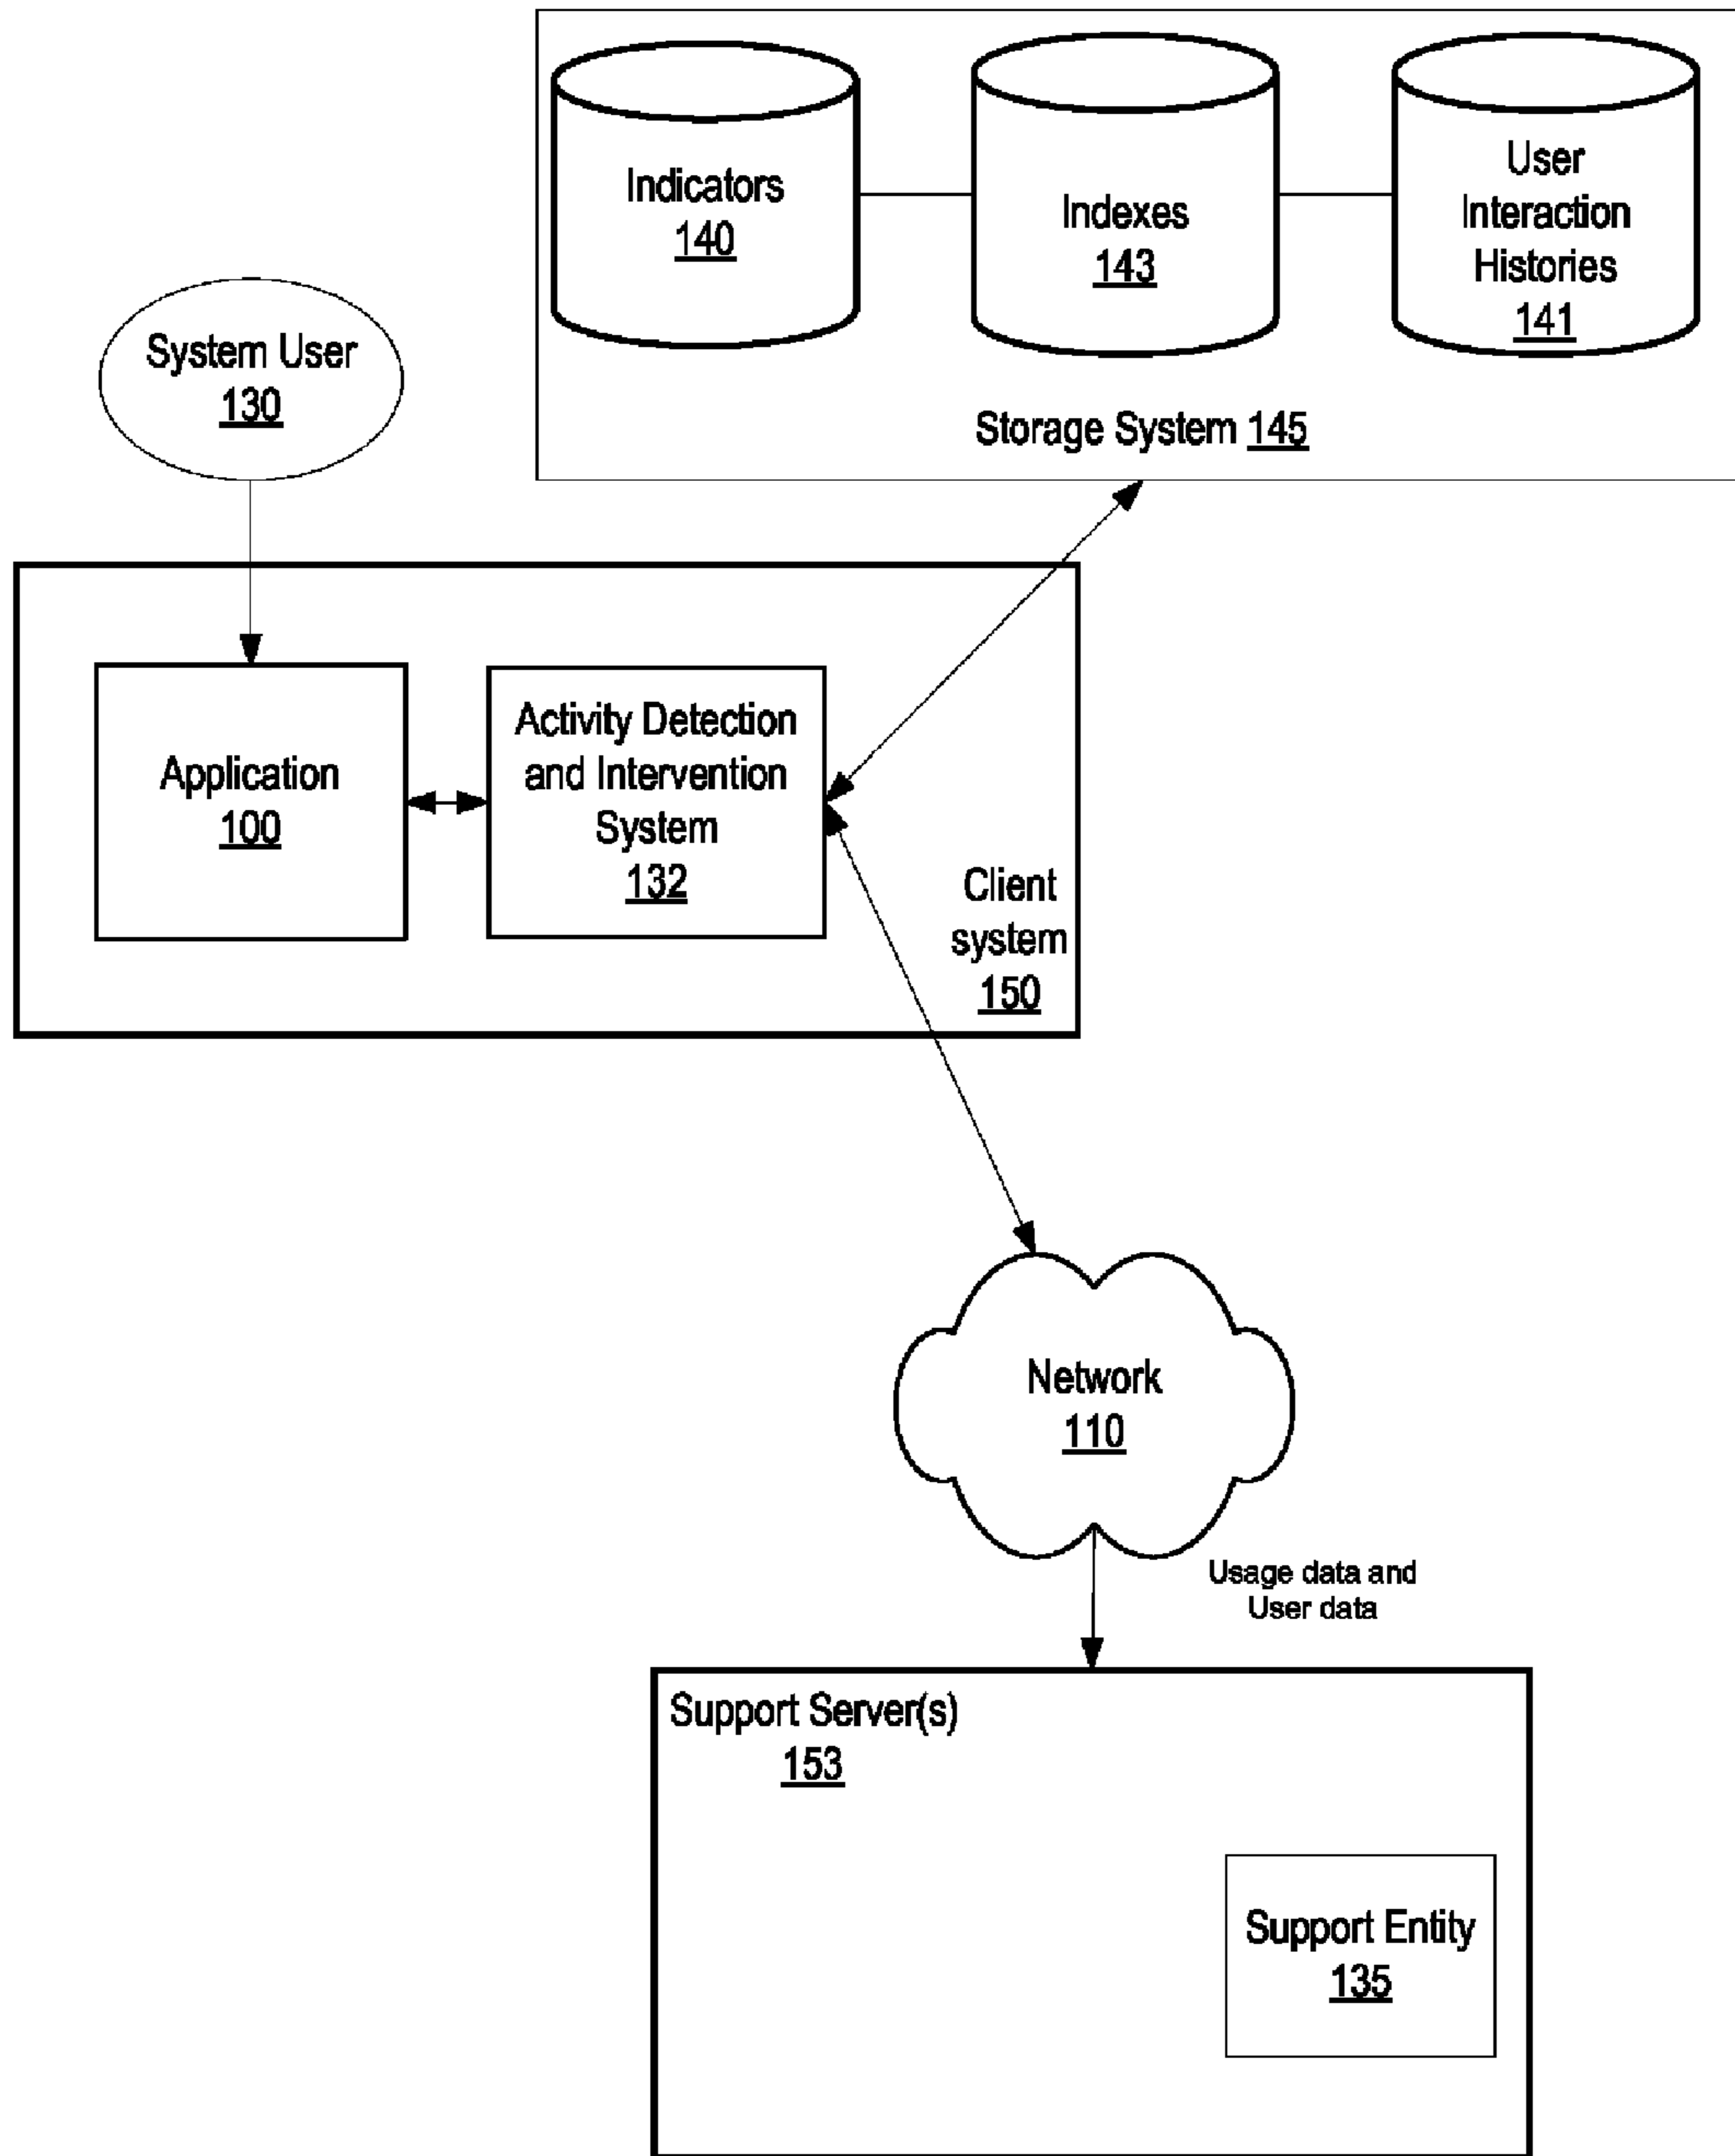 Indicators
140
Indexes
143
User
Interaction
Histories
141
Storage System 145
System User
130
Application
100
Activity Detection
and Intervention
System
132
Client
system
150
Network
110
Usage data and
User data
Support Server(s)
153
Support Entity
135